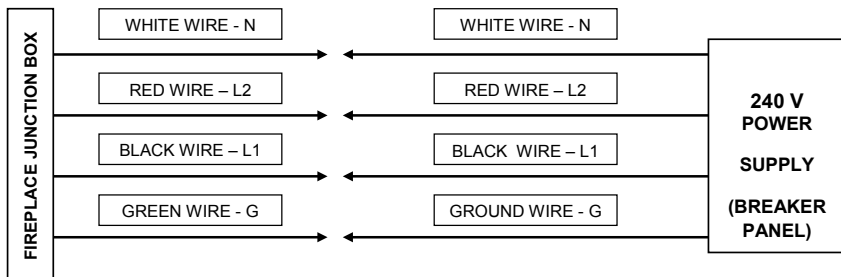 FIREPLACE JUNCTION BOX
WHITE WIRE - N
WHITE WIRE - N
RED WIRE – L2
RED WIRE – L2
BLACK WIRE – L1
BLACK  WIRE – L1
GREEN WIRE - G
GROUND WIRE - G
240 V
POWER
SUPPLY
(BREAKER
PANEL)